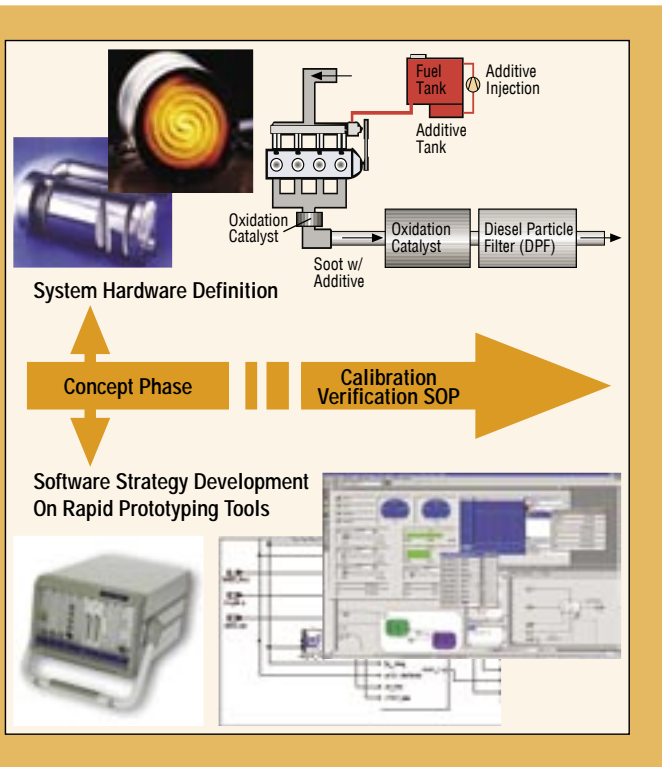 Fuel
Tank
Additive
Injection
Additive
Tank
Oxidation
Catalyst
Soot w/
Additive
Oxidation
Catalyst
Diesel Particle
Filter (DPF)
System Hardware Definition
Concept Phase
Calibration
Verification SOP
Software Strategy Development
On Rapid Prototyping Tools